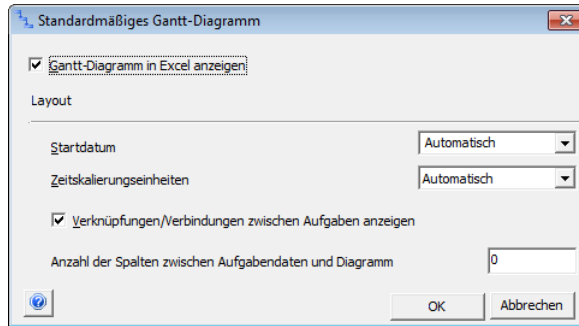 Standardmäßiges Gantt-Diagramm
Gantt-Diagramm in Excel anzeigen
Layout
Startdatum Automatisch
Zeitskalierungseinheiten Automatisch
Verknüpfungen/Verbindungen zwischen Aufgaben anzeigen
Anzahl der Spalten zwischen Aufgabendaten und Diagramm 0
? OK Abbrechen